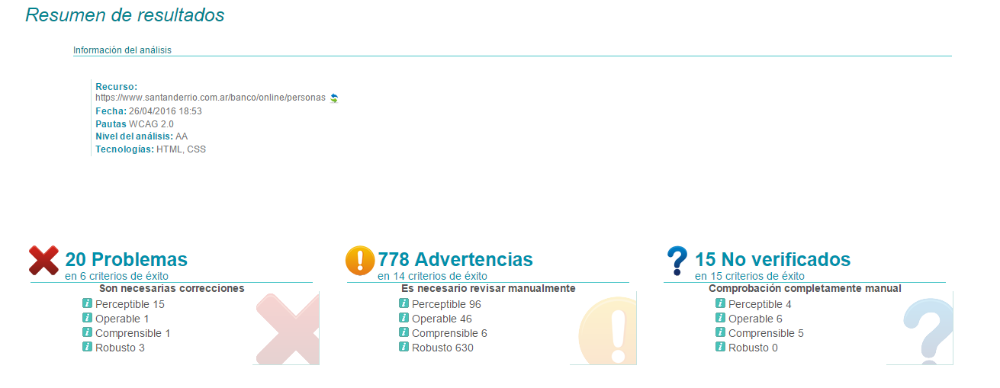 Resumen de resultados
Información del análisis
Recurso:
https://www.santanderrio.com.ar/banco/online/personas
Fecha: 26/04/2016 18:53
Pautas WCAG 2.0
Nivel del análisis: AA
Tecnologías: HTML, CSS
20 Problemas
en 6 criterios de éxito
Son necesarias correcciones
Perceptible 15
Operable 1
Comprensible 1
Robusto 3
778 Advertencias
en 14 criterios de éxito
Es necesario revisar manualmente
Perceptible 96
Operable 46
Comprensible 6
Robusto 630
15 No verificados
en 15 criterios de éxito
Comprobación completamente manual
Perceptible 4
Operable 6
Comprensible 5
Robusto 0